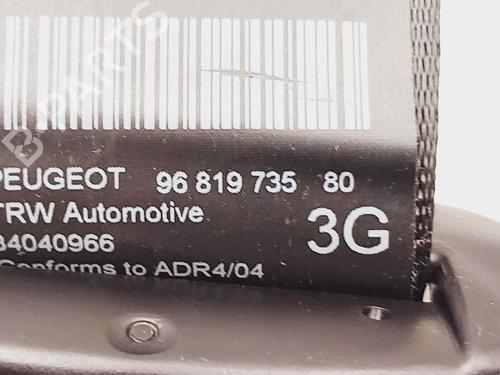 PEUGEOT 96 819 735 80
TRW Automotive
34040966 3G
Conforms to ADR4/04